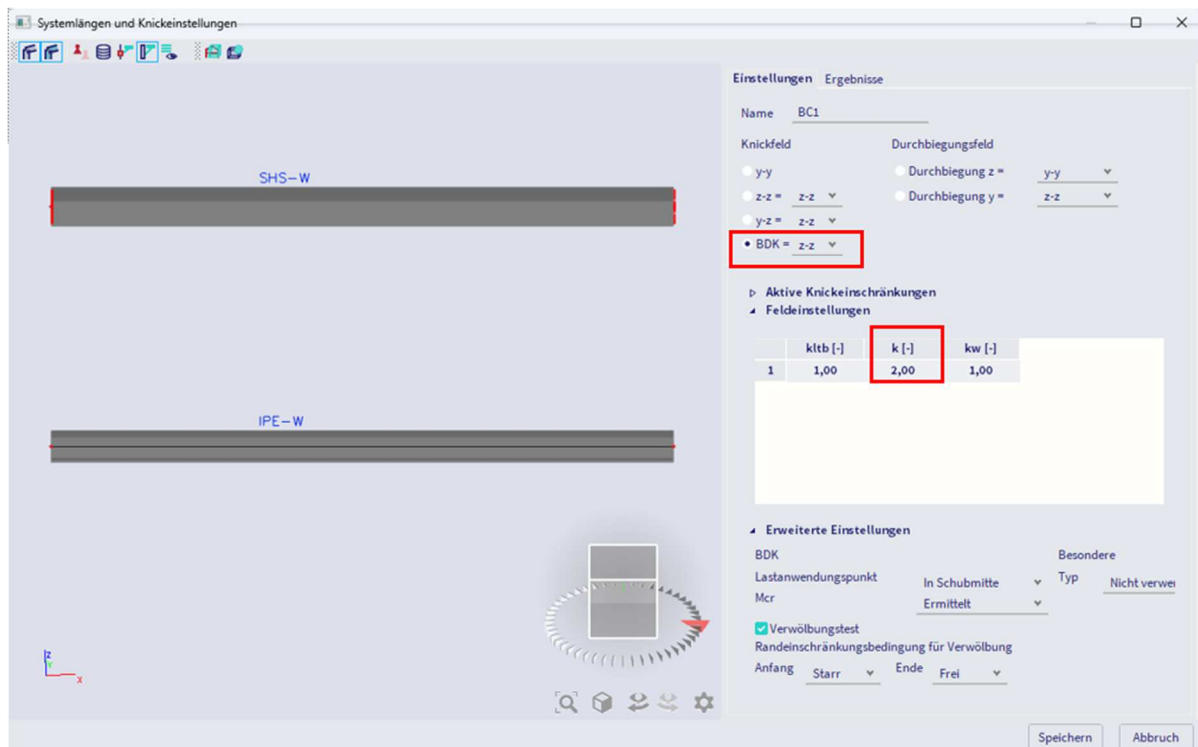 Systemlängen und Knickeinstellungen
SHS-W
IPE-W
z
Y
x
Einstellungen Ergebnisse
Name BC1
Knickfeld Durchbiegungsfeld
y-y Durchbiegung z = y-y
z-z = z-z Durchbiegung y = z-z
y-z = z-z
BDK = z-z
Aktive Knickeinschränkungen
Feldeinstellungen
kltb [-] k [-] kw [-]
1 1,00 2,00 1,00
Erweiterte Einstellungen
BDK Besondere
Lastanwendungspunkt In Schubmitte Typ Nicht verwe
Mcr Ermittelt
Verwölbungstest
Randeinschränkungsbedingung für Verwölbung
Anfang Starr Ende Frei
Speichern Abbruch